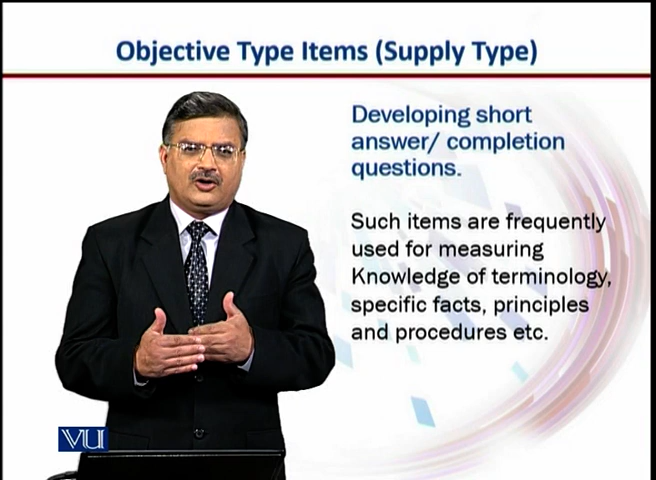 Objective Type Items (Supply Type)
Developing short
answer/ completion
questions.
Such items are frequently
used for measuring
Knowledge of terminology,
specific facts, principles
and procedures etc.
VU